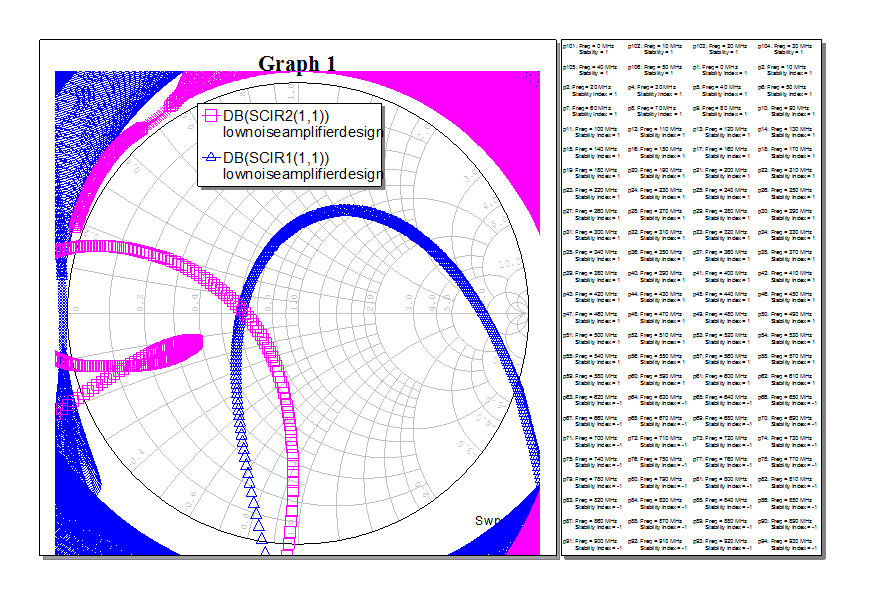 Graph 1
DB(SCIR2(1,1))
lownoiseamplifierdesign
DB(SCIR1(1,1))
lownoiseamplifierdesign
Swp
p101: Freq = 0 MHz p102: Freq = 10 MHz p103: Freq = 20 MHz p104: Freq = 30 MHz
Stability = 1 Stability = 1 Stability = 1 Stability = 1
p105: Freq = 40 MHz p106: Freq = 50 MHz p1: Freq = 0 MHz p2: Freq = 10 MHz
Stability = 1 Stability = 1 Stability Index = 1 Stability Index = 1
p3: Freq = 20 MHz p4: Freq = 30 MHz p5: Freq = 40 MHz p6: Freq = 50 MHz
Stability Index = 1 Stability Index = 1 Stability Index = 1 Stability Index = 1
p7: Freq = 60 MHz p8: Freq = 70 MHz p9: Freq = 80 MHz p10: Freq = 90 MHz
Stability Index = 1 Stability Index = 1 Stability Index = 1 Stability Index = 1
p11: Freq = 100 MHz p12: Freq = 110 MHz p13: Freq = 120 MHz p14: Freq = 130 MHz
Stability Index = 1 Stability Index = 1 Stability Index = 1 Stability Index = 1
p15: Freq = 140 MHz p16: Freq = 150 MHz p17: Freq = 160 MHz p18: Freq = 170 MHz
Stability Index = 1 Stability Index = 1 Stability Index = 1 Stability Index = 1
p19: Freq = 180 MHz p20: Freq = 190 MHz p21: Freq = 200 MHz p22: Freq = 210 MHz
Stability Index = 1 Stability Index = 1 Stability Index = 1 Stability Index = 1
p23: Freq = 220 MHz p24: Freq = 230 MHz p25: Freq = 240 MHz p26: Freq = 250 MHz
Stability Index = 1 Stability Index = 1 Stability Index = 1 Stability Index = 1
p27: Freq = 260 MHz p28: Freq = 270 MHz p29: Freq = 280 MHz p30: Freq = 290 MHz
Stability Index = 1 Stability Index = 1 Stability Index = 1 Stability Index = 1
p31: Freq = 300 MHz p32: Freq = 310 MHz p33: Freq = 320 MHz p34: Freq = 330 MHz
Stability Index = 1 Stability Index = 1 Stability Index = 1 Stability Index = 1
p35: Freq = 340 MHz p36: Freq = 350 MHz p37: Freq = 360 MHz p38: Freq = 370 MHz
Stability Index = 1 Stability Index = 1 Stability Index = 1 Stability Index = 1
p39: Freq = 380 MHz p40: Freq = 390 MHz p41: Freq = 400 MHz p42: Freq = 410 MHz
Stability Index = 1 Stability Index = 1 Stability Index = 1 Stability Index = 1
p43: Freq = 420 MHz p44: Freq = 430 MHz p45: Freq = 440 MHz p46: Freq = 450 MHz
Stability Index = 1 Stability Index = 1 Stability Index = 1 Stability Index = 1
p47: Freq = 460 MHz p48: Freq = 470 MHz p49: Freq = 480 MHz p50: Freq = 490 MHz
Stability Index = 1 Stability Index = 1 Stability Index = 1 Stability Index = 1
p51: Freq = 500 MHz p52: Freq = 510 MHz p53: Freq = 520 MHz p54: Freq = 530 MHz
Stability Index = 1 Stability Index = 1 Stability Index = 1 Stability Index = 1
p55: Freq = 540 MHz p56: Freq = 550 MHz p57: Freq = 560 MHz p58: Freq = 570 MHz
Stability Index = 1 Stability Index = 1 Stability Index = 1 Stability Index = 1
p59: Freq = 580 MHz p60: Freq = 590 MHz p61: Freq = 600 MHz p62: Freq = 610 MHz
Stability Index = 1 Stability Index = 1 Stability Index = 1 Stability Index = 1
p63: Freq = 620 MHz p64: Freq = 630 MHz p65: Freq = 640 MHz p66: Freq = 650 MHz
Stability Index = -1 Stability Index = -1 Stability Index = -1 Stability Index = -1
p67: Freq = 660 MHz p68: Freq = 670 MHz p69: Freq = 680 MHz p70: Freq = 690 MHz
Stability Index = -1 Stability Index = -1 Stability Index = -1 Stability Index = -1
p71: Freq = 700 MHz p72: Freq = 710 MHz p73: Freq = 720 MHz p74: Freq = 730 MHz
Stability Index = -1 Stability Index = -1 Stability Index = -1 Stability Index = -1
p75: Freq = 740 MHz p76: Freq = 750 MHz p77: Freq = 760 MHz p78: Freq = 770 MHz
Stability Index = -1 Stability Index = -1 Stability Index = -1 Stability Index = -1
p79: Freq = 780 MHz p80: Freq = 790 MHz p81: Freq = 800 MHz p82: Freq = 810 MHz
Stability Index = -1 Stability Index = -1 Stability Index = -1 Stability Index = -1
p83: Freq = 820 MHz p84: Freq = 830 MHz p85: Freq = 840 MHz p86: Freq = 850 MHz
Stability Index = -1 Stability Index = -1 Stability Index = -1 Stability Index = -1
p87: Freq = 860 MHz p88: Freq = 870 MHz p89: Freq = 880 MHz p90: Freq = 890 MHz
Stability Index = -1 Stability Index = -1 Stability Index = -1 Stability Index = -1
p91: Freq = 900 MHz p92: Freq = 910 MHz p93: Freq = 920 MHz p94: Freq = 930 MHz
Stability Index = -1 Stability Index = -1 Stability Index = -1 Stability Index = -1